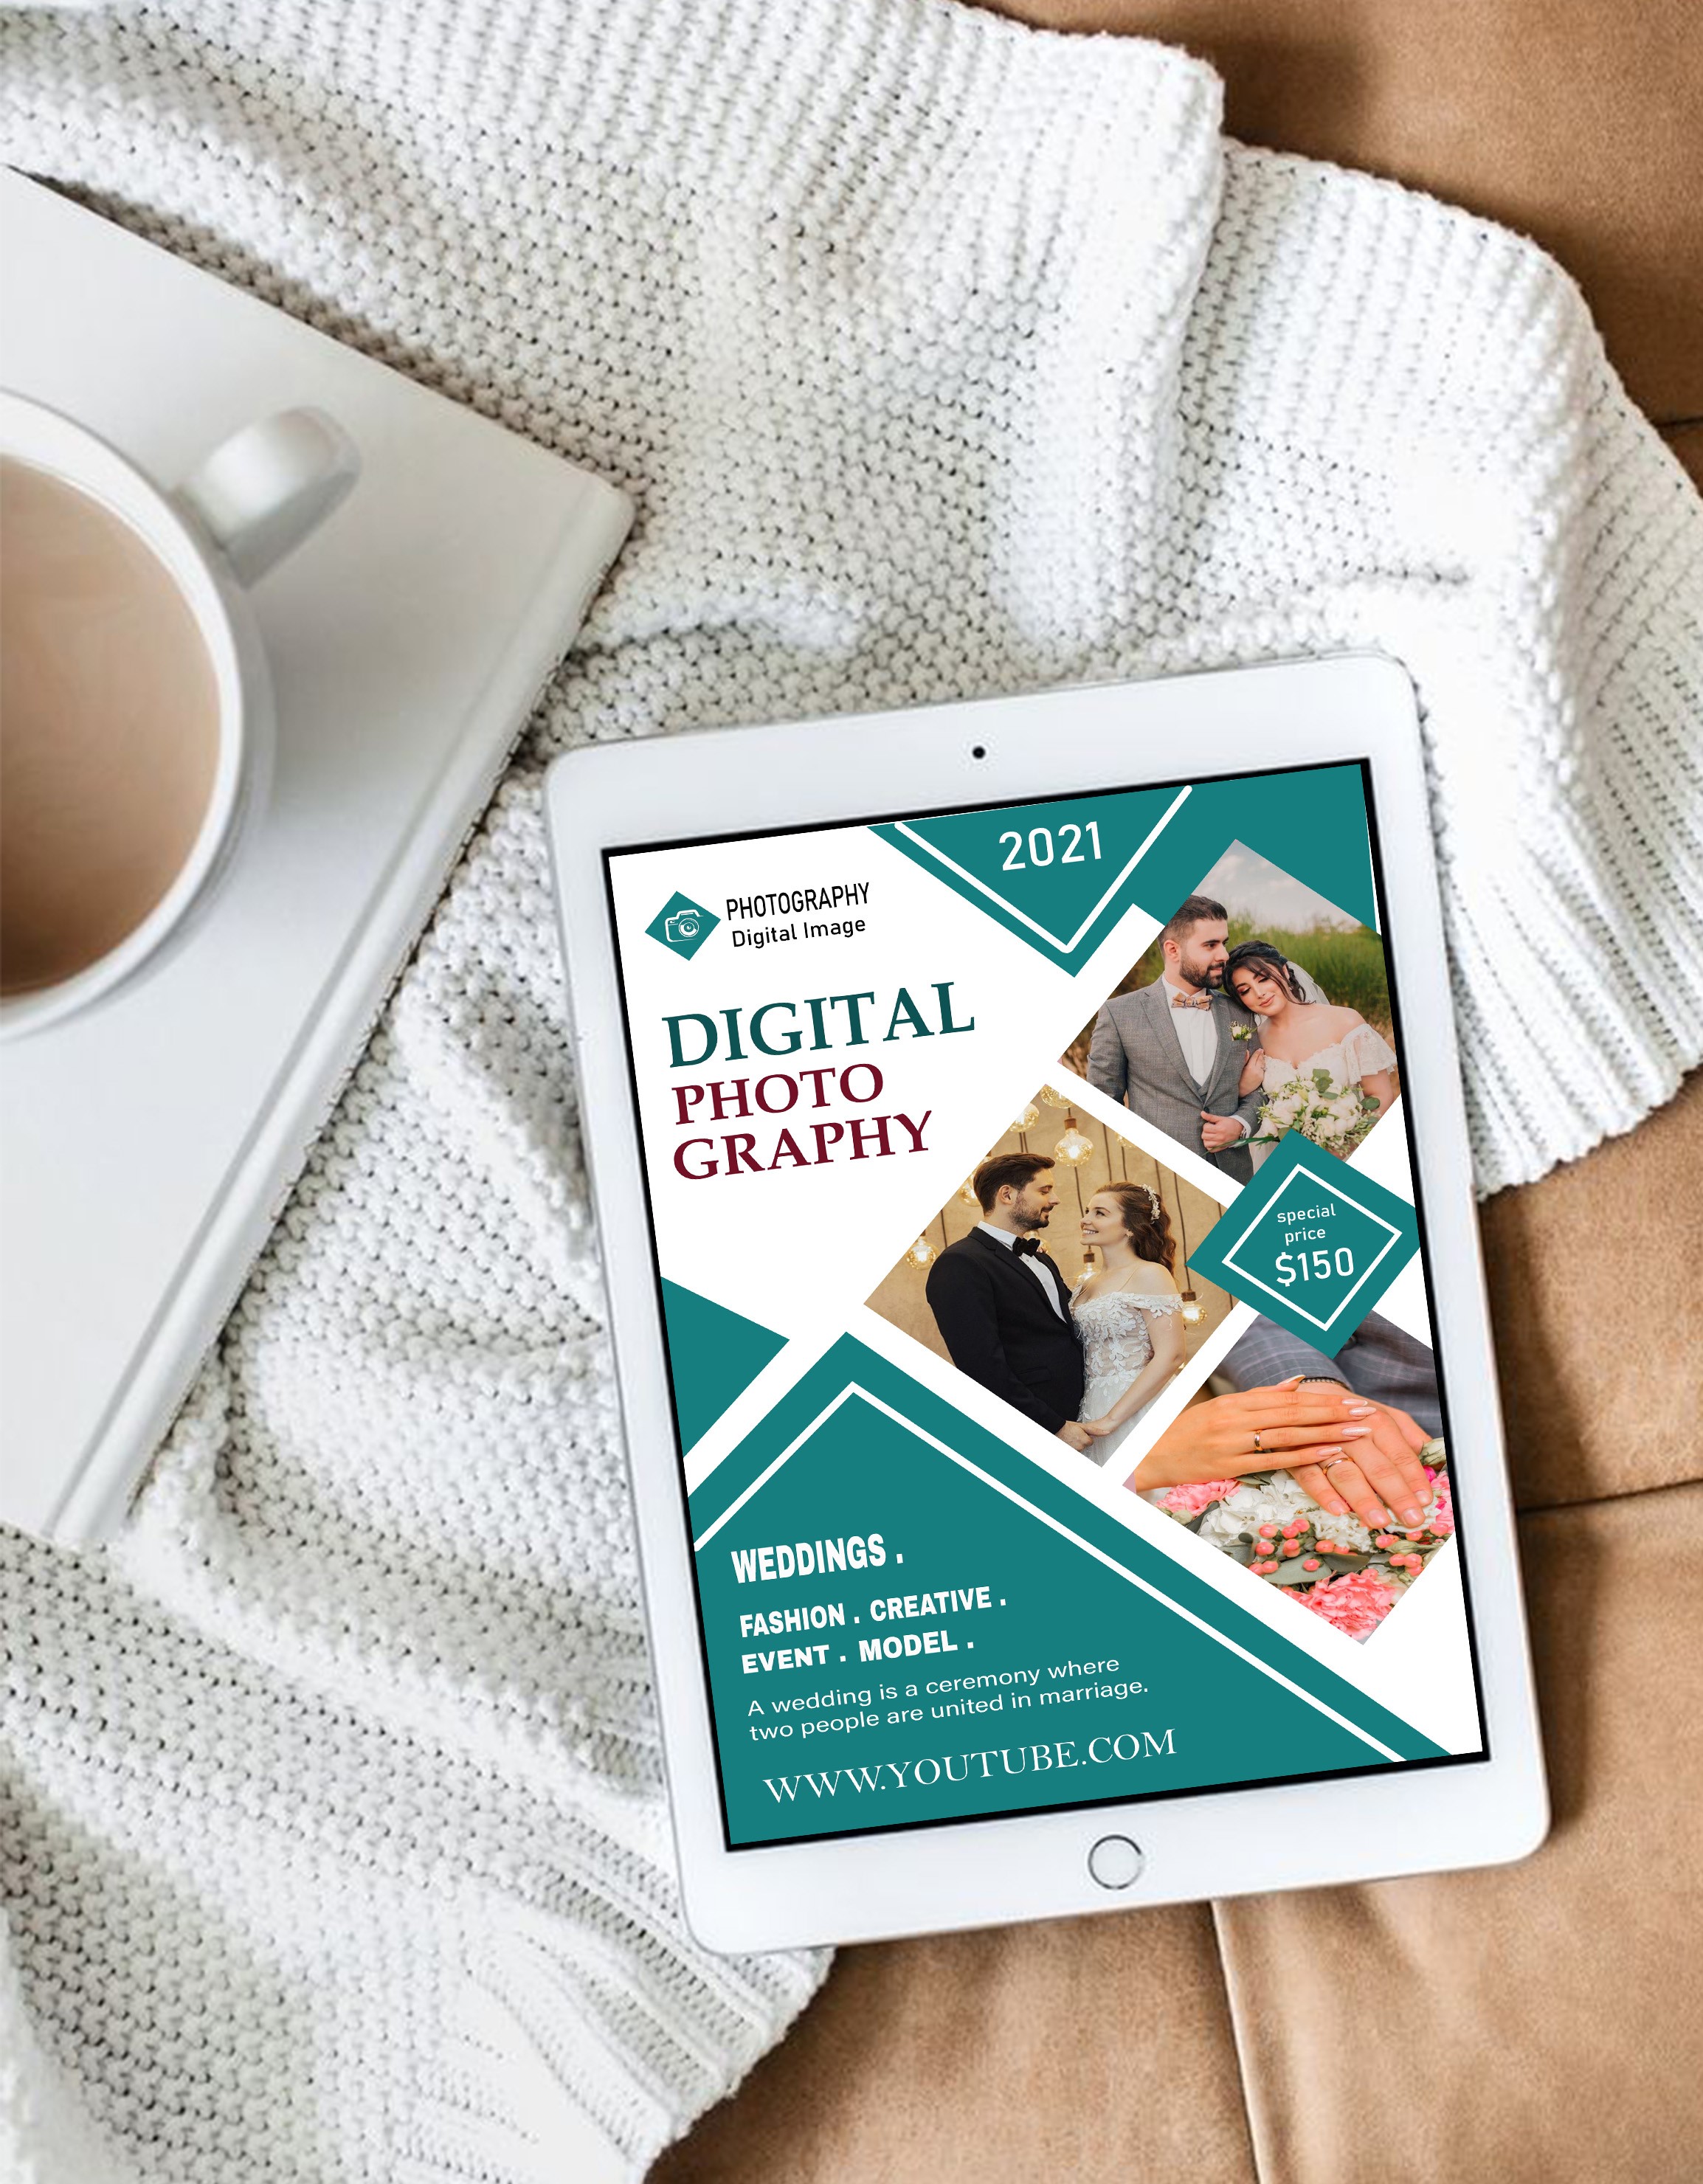 2021
PHOTOGRAPHY
Digital Image
DIGITAL
PHOTO
GRAPHY
special
price
$150
WEDDINGS .
FASHION . CREATIVE .
EVENT . MODEL .
A wedding is a ceremony where
two people are united in marriage.
WWW.YOUTUBE.COM